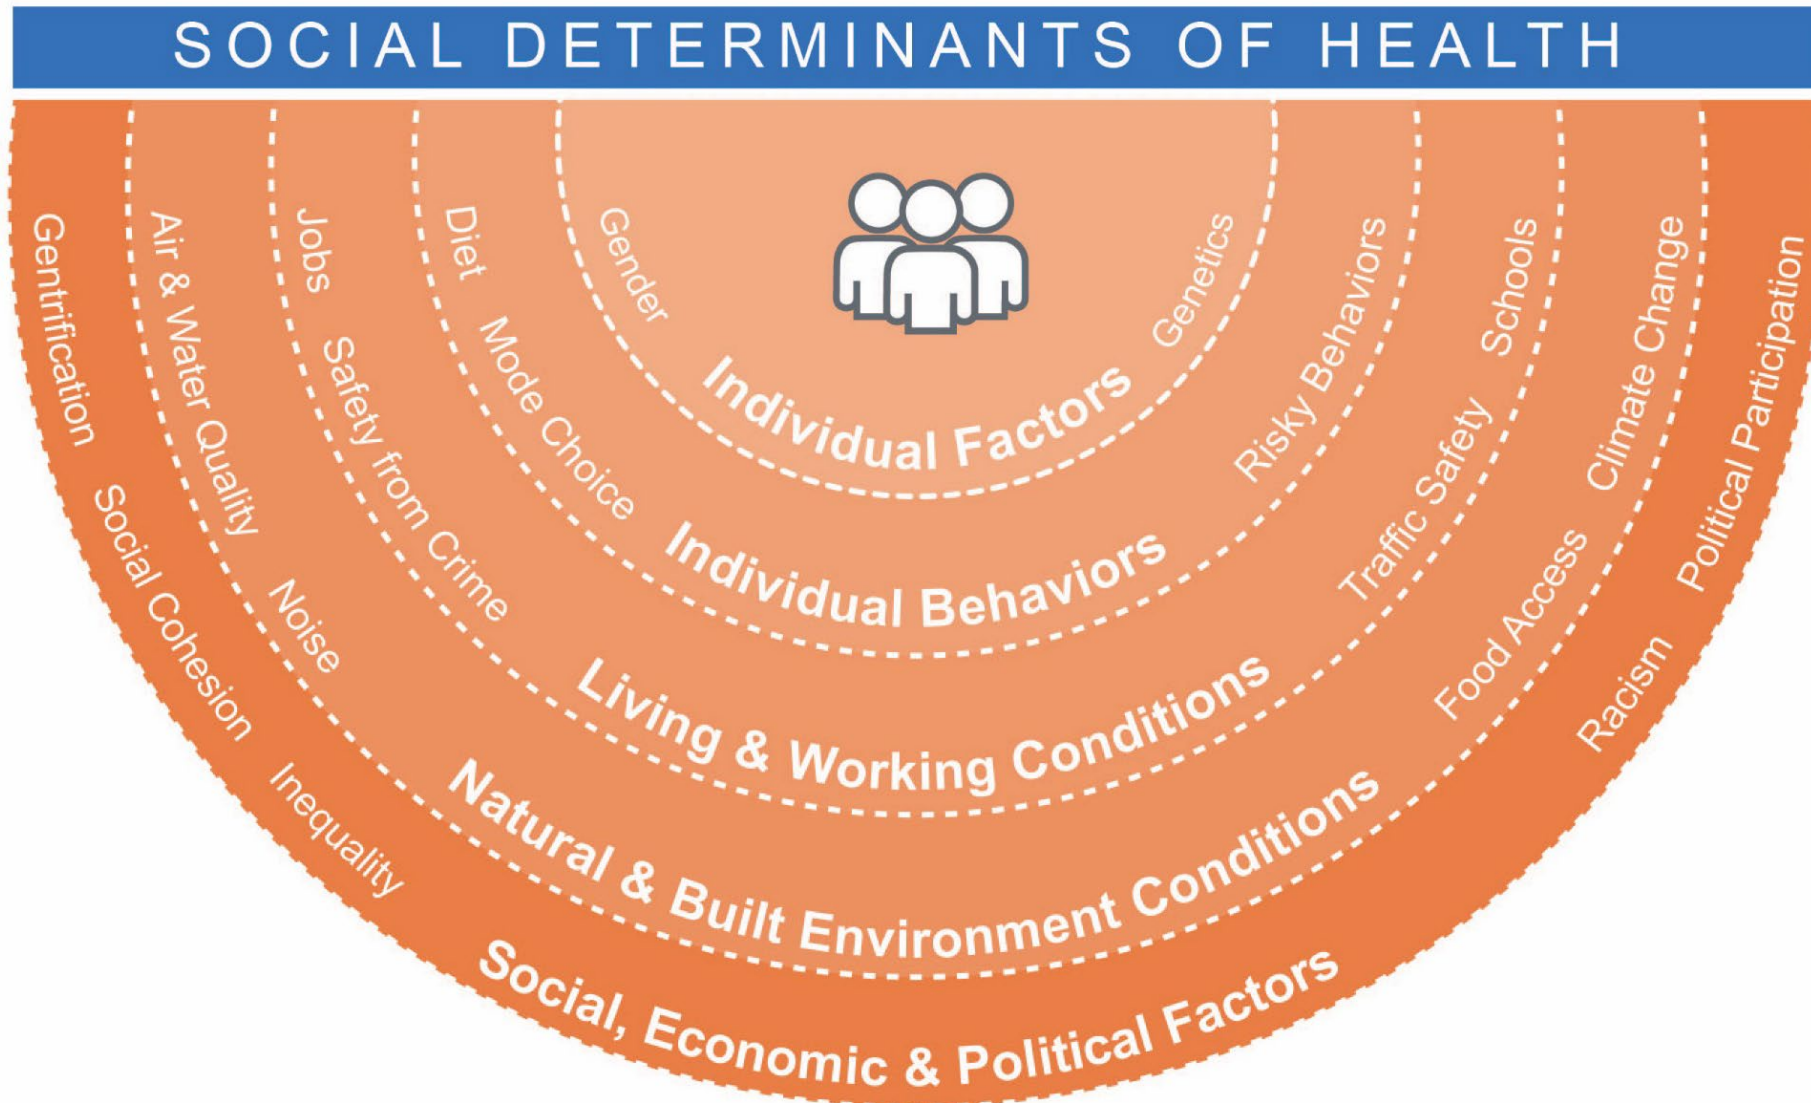 SOCIAL DETERMINANTS OF HEALTH
Gender
Genetics
Individual Factors
Diet
Mode Choice
Risky Behaviors
Individual Behaviors
Jobs
Safety from Crime
Traffic Safety
Schools
Living & Working Conditions
Air & Water Quality
Noise
Food Access
Climate Change
Natural & Built Environment Conditions
Gentrification
Social Cohesion
Inequality
Racism
Political Participation
Social, Economic & Political Factors